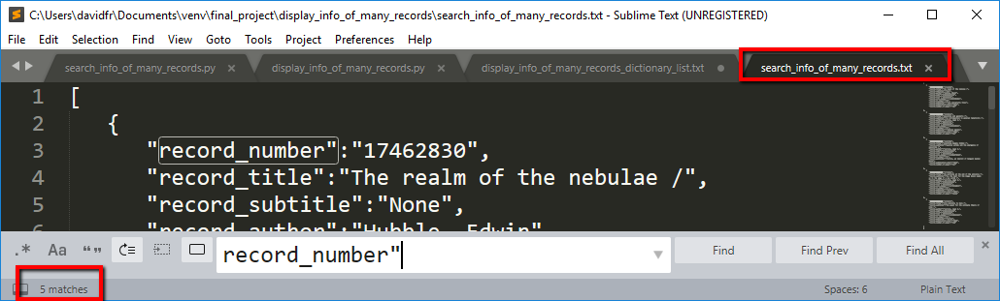 C:\Users\davidfr\Documents\venv\final_project\display_info_of_many_records\search_info_of_many_records.txt - Sublime Text (UNREGISTERED)
File Edit Selection Find View Goto Tools Project Preferences Help
search_info_of_many_records.py × display_info_of_many_records.py × display_info_of_many_records_dictionary_list.txt search_info_of_many_records.txt ×
1 [
2 {
3 "record_number":"17462830",
4 "record_title":"The realm of the nebulae /",
5 "record_subtitle":"None",
6 "record_author":"Hubble, Edwin"
.* Aa “” record_number" Find Find Prev Find All ×
5 matches Spaces: 6 Plain Text